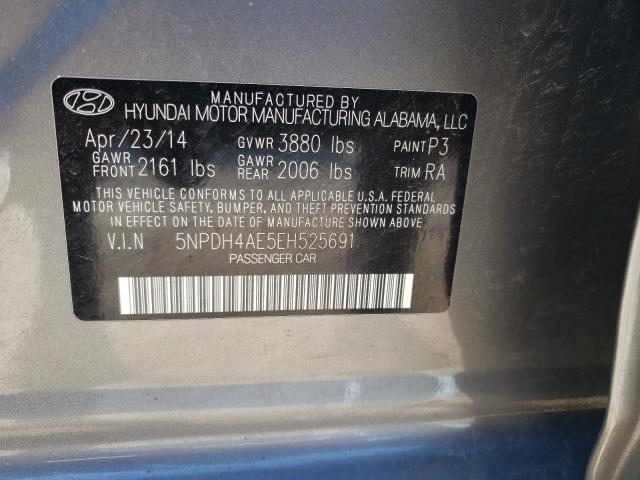 MANUFACTURED BY
HYUNDAI MOTOR MANUFACTURING ALABAMA, LLC
Apr/23/14 GVWR 3880 lbs PAINT P3
GAWR FRONT 2161 lbs GAWR REAR 2006 lbs TRIM RA
THIS VEHICLE CONFORMS TO ALL APPLICABLE U.S.A. FEDERAL
MOTOR VEHICLE SAFETY, BUMPER, AND THEFT PREVENTION STANDARDS
IN EFFECT ON THE DATE OF MANUFACTURE SHOWN ABOVE
V.I.N 5NPDH4AE5EH525691
PASSENGER CAR